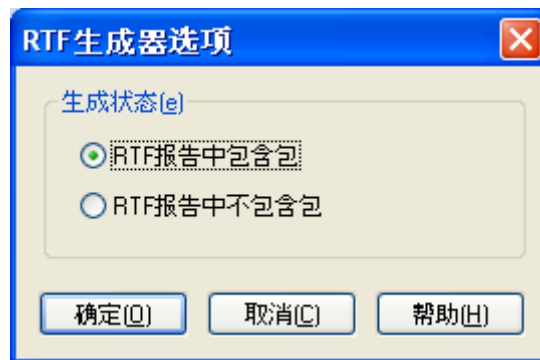 RTF生成器选项
生成状态(e)
RTF报告中包含包
RTF报告中不包含包
确定(O) 取消(C) 帮助(H)